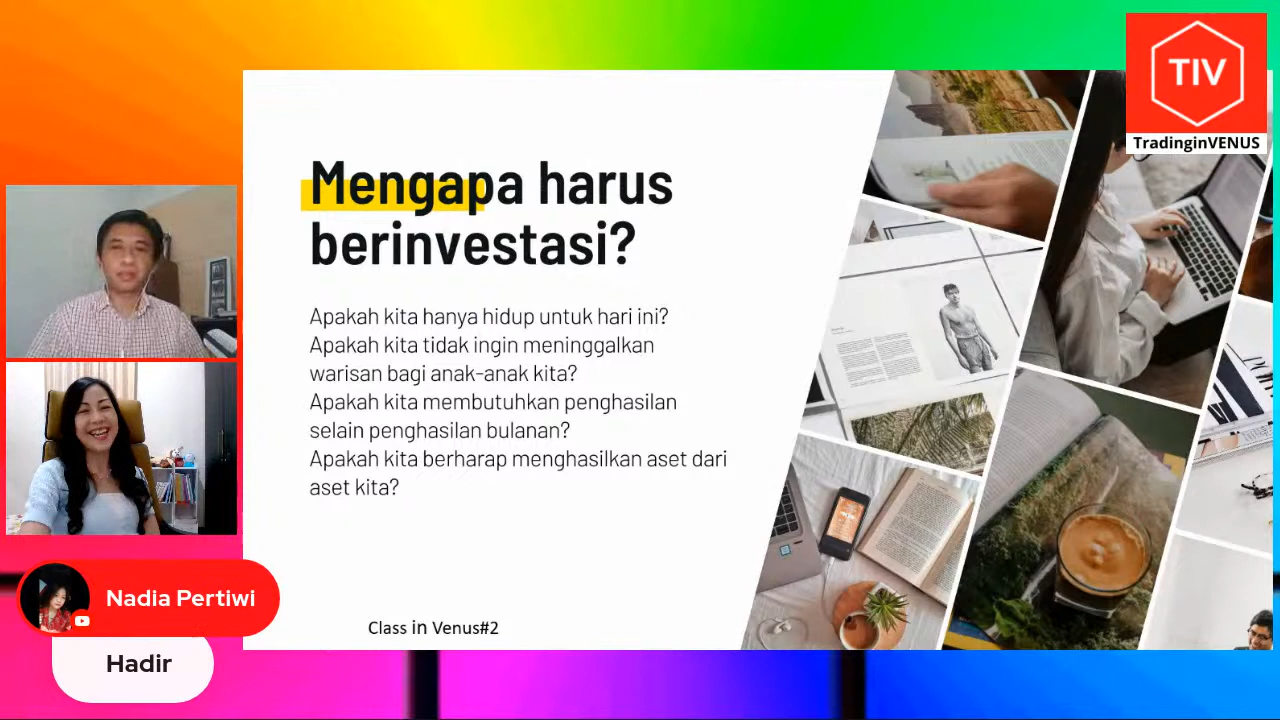 TIV
TradinginVENUS
Mengapa harus
berinvestasi?
Apakah kita hanya hidup untuk hari ini?
Apakah kita tidak ingin meninggalkan
warisan bagi anak-anak kita?
Apakah kita membutuhkan penghasilan
selain penghasilan bulanan?
Apakah kita berharap menghasilkan aset dari
aset kita?
Class in Venus#2
Nadia Pertiwi
Hadir